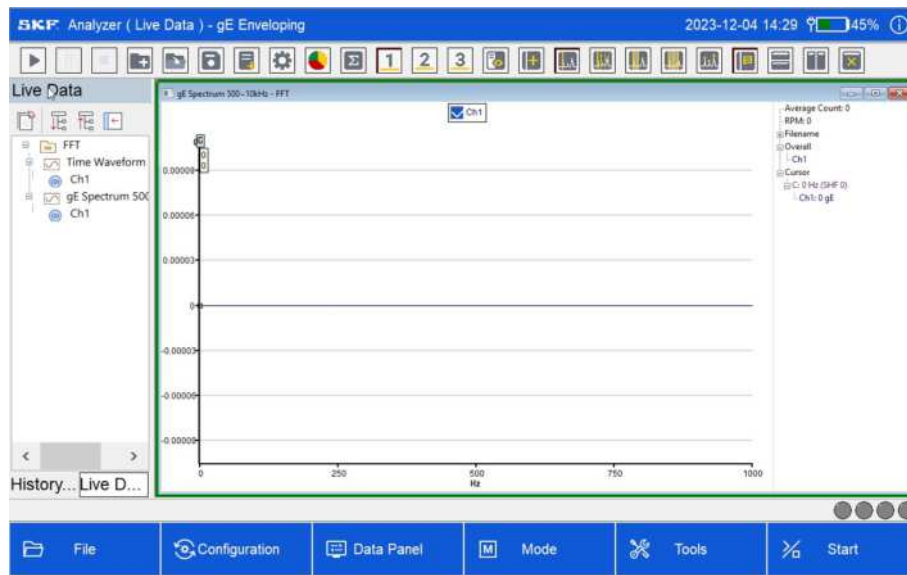 SKF. Analyzer ( Live Data ) - gE Enveloping
2023-12-04 14:29
45%
1 2 3
Live Data
gE Spectrum 500~10kHz - FFT
Ch1
FFT
Time Waveform
Ch1
gE Spectrum 500
Ch1
0.00006
0.00003
0
-0.00003
-0.00006
-0.00009
0 250 500 750 1000
Hz
Average Count: 0
RPM: 0
Filename
Overall
Ch1
Cursor
C: 0 Hz (SHF 0)
Ch1: 0 gE
History... Live D...
File
Configuration
Data Panel
M Mode
Tools
Start